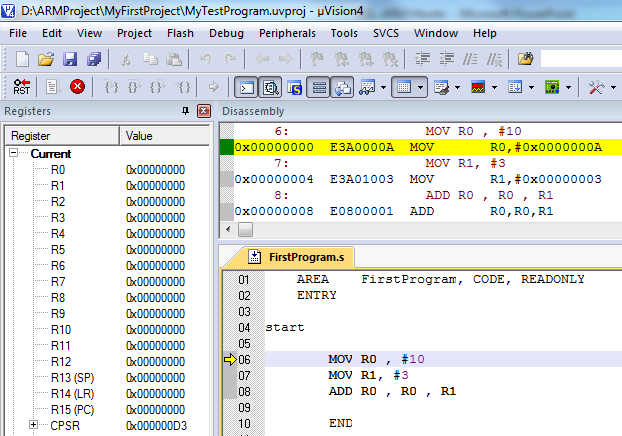 D:\ARMProject\MyFirstProject\MyTestProgram.uvproj - µVision4
File Edit View Project Flash Debug Peripherals Tools SVCS Window Help
RST
Registers
Register Value
Current
R0 0x00000000
R1 0x00000000
R2 0x00000000
R3 0x00000000
R4 0x00000000
R5 0x00000000
R6 0x00000000
R7 0x00000000
R8 0x00000000
R9 0x00000000
R10 0x00000000
R11 0x00000000
R12 0x00000000
R13 (SP) 0x00000000
R14 (LR) 0x00000000
R15 (PC) 0x00000000
CPSR 0x000000D3
Disassembly
6: MOV R0 , #10
0x00000000 E3A0000A MOV R0,#0x0000000A
7: MOV R1, #3
0x00000004 E3A01003 MOV R1,#0x00000003
8: ADD R0 , R0 , R1
0x00000008 E0800001 ADD R0,R0,R1
FirstProgram.s
01 AREA FirstProgram, CODE, READONLY
02 ENTRY
03
04 start
05
06 MOV R0 , #10
07 MOV R1, #3
08 ADD R0 , R0 , R1
09
10 END